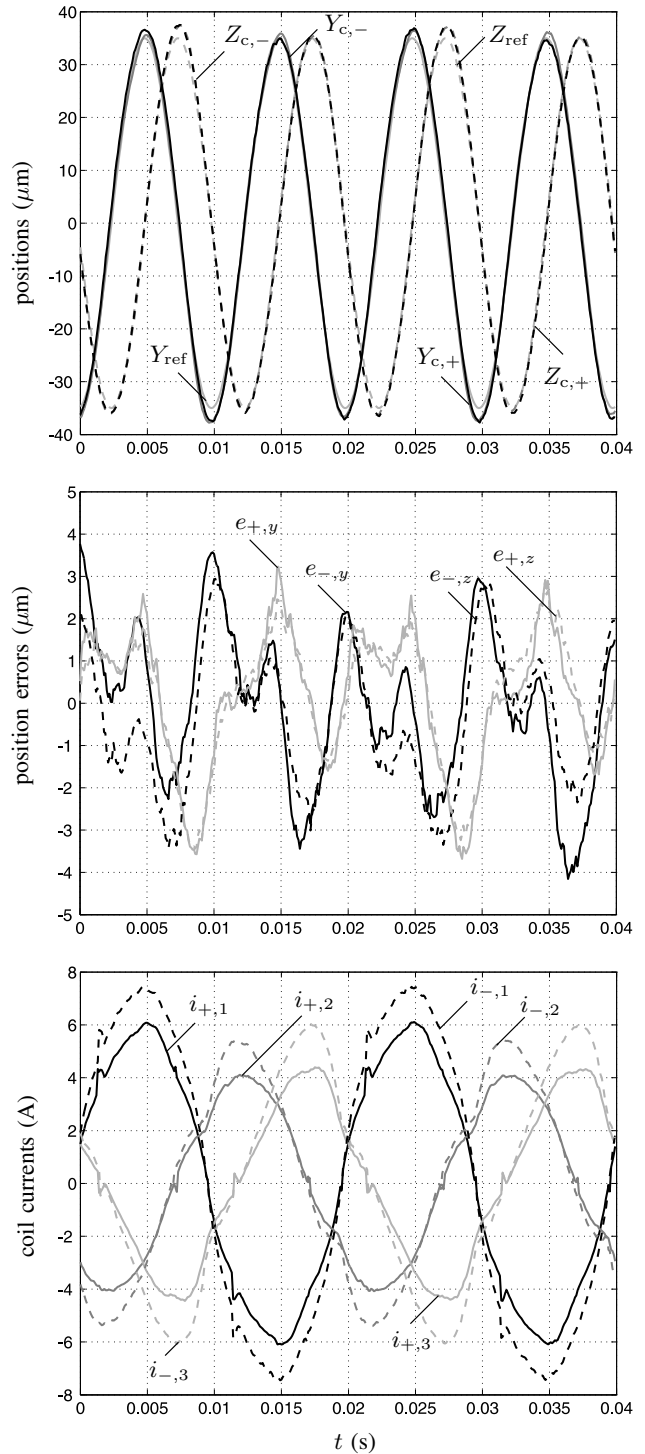 40
30
20
10
0
-10
-20
-30
-40
positions (μm)
Z_c,−
Y_c,−
Z_ref
Y_ref
Y_c,+
Z_c,+
0 0.005 0.01 0.015 0.02 0.025 0.03 0.035 0.04
5
4
3
2
1
0
-1
-2
-3
-4
-5
position errors (μm)
e_+,y
e_−,y
e_−,z
e_+,z
0 0.005 0.01 0.015 0.02 0.025 0.03 0.035 0.04
8
6
4
2
0
-2
-4
-6
-8
coil currents (A)
i_+,1
i_+,2
i_−,1
i_−,2
i_−,3
i_+,3
0 0.005 0.01 0.015 0.02 0.025 0.03 0.035 0.04
t (s)